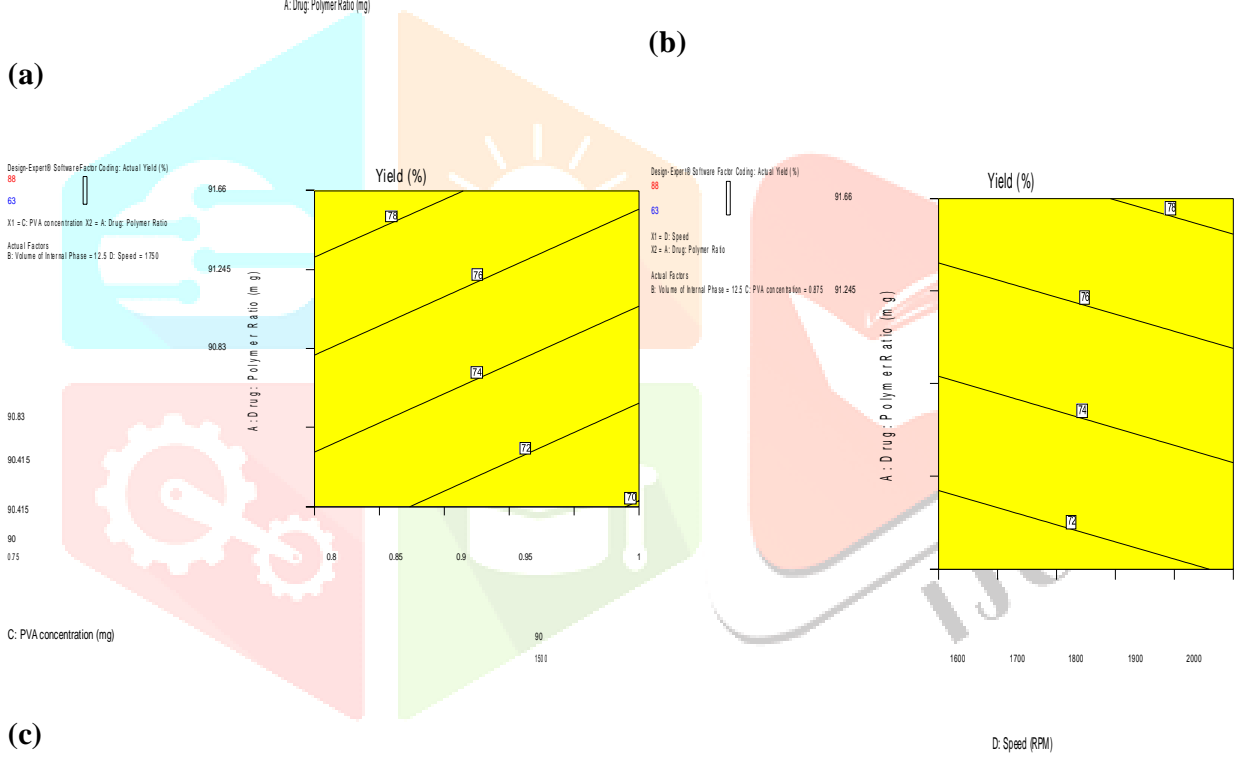 A: Drug: Polymer Ratio (mg)
(a)
Design-Expert® Software Factor Coding: Actual Yield (%)
88
63
X1 = C: PVA concentration X2 = A: Drug: Polymer Ratio
Actual Factors
B: Volume of Internal Phase = 12.5 D: Speed = 1750
Yield (%)
91.66
91.245
90.83
A: Drug: Polymer Ratio (mg)
78
76
74
72
70
90.83
90.415
90.415
90
0.75
0.8 0.85 0.9 0.95 1
C: PVA concentration (mg)
90
1500
(b)
Design-Expert® Software Factor Coding: Actual Yield (%)
88
63
X1 = D: Speed
X2 = A: Drug: Polymer Ratio
Actual Factors
B: Volume of Internal Phase = 12.5 C: PVA concentration = 0.875
Yield (%)
91.66
91.245
A: Drug: Polymer Ratio (mg)
78
76
74
72
1600 1700 1800 1900 2000
D: Speed (RPM)
(c)